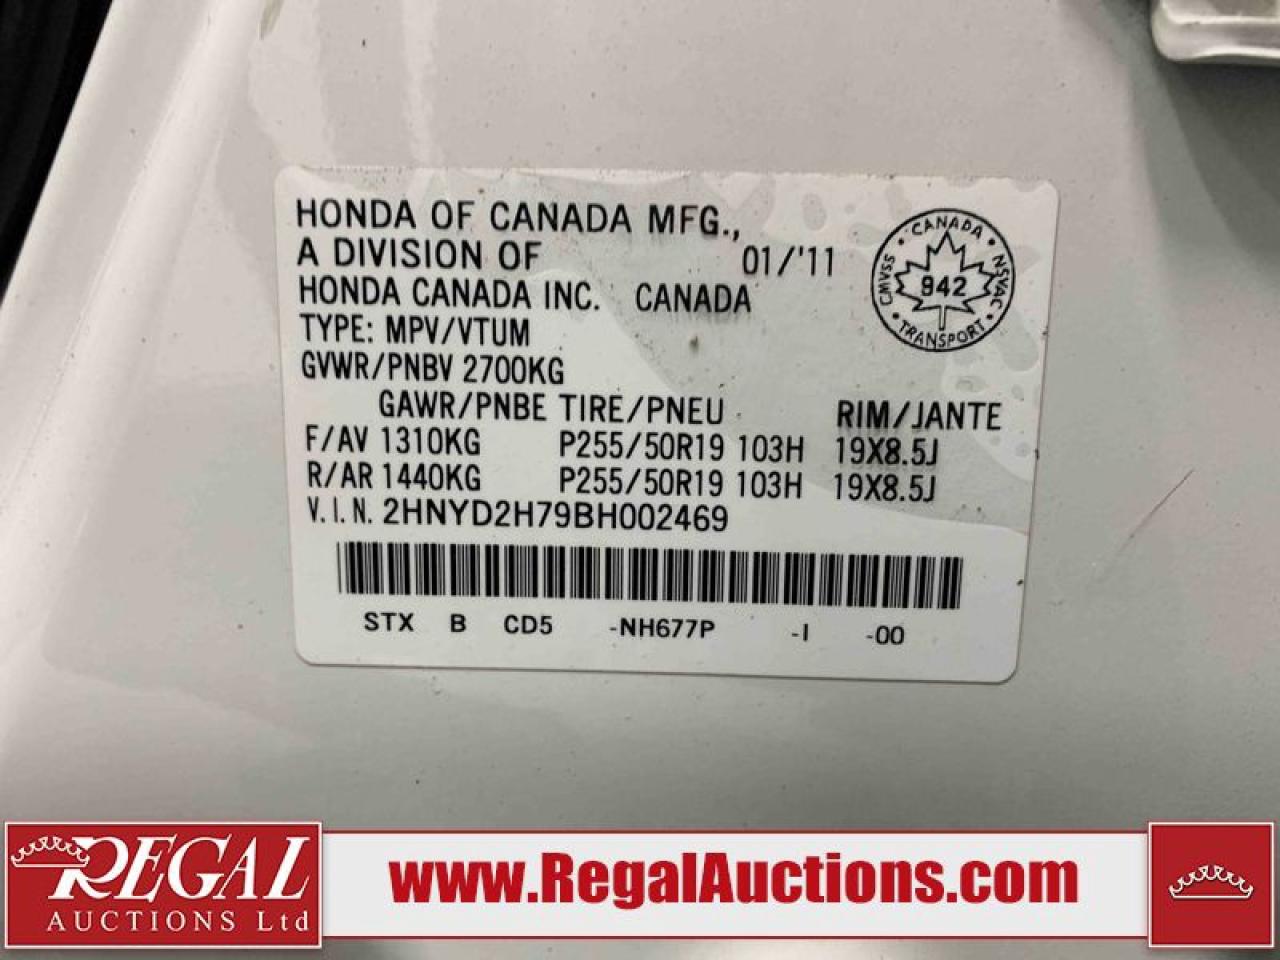 HONDA OF CANADA MFG.,
A DIVISION OF 01/'11
HONDA CANADA INC. CANADA
TYPE: MPV/VTUM
GVWR/PNBV 2700KG
GAWR/PNBE TIRE/PNEU RIM/JANTE
F/AV 1310KG P255/50R19 103H 19X8.5J
R/AR 1440KG P255/50R19 103H 19X8.5J
V.I.N. 2HNYD2H79BH002469
STX B CD5 -NH677P -I -00
CANADA
CMVSS 942 NSVAC
TRANSPORT
REGAL
AUCTIONS Ltd
www.RegalAuctions.com